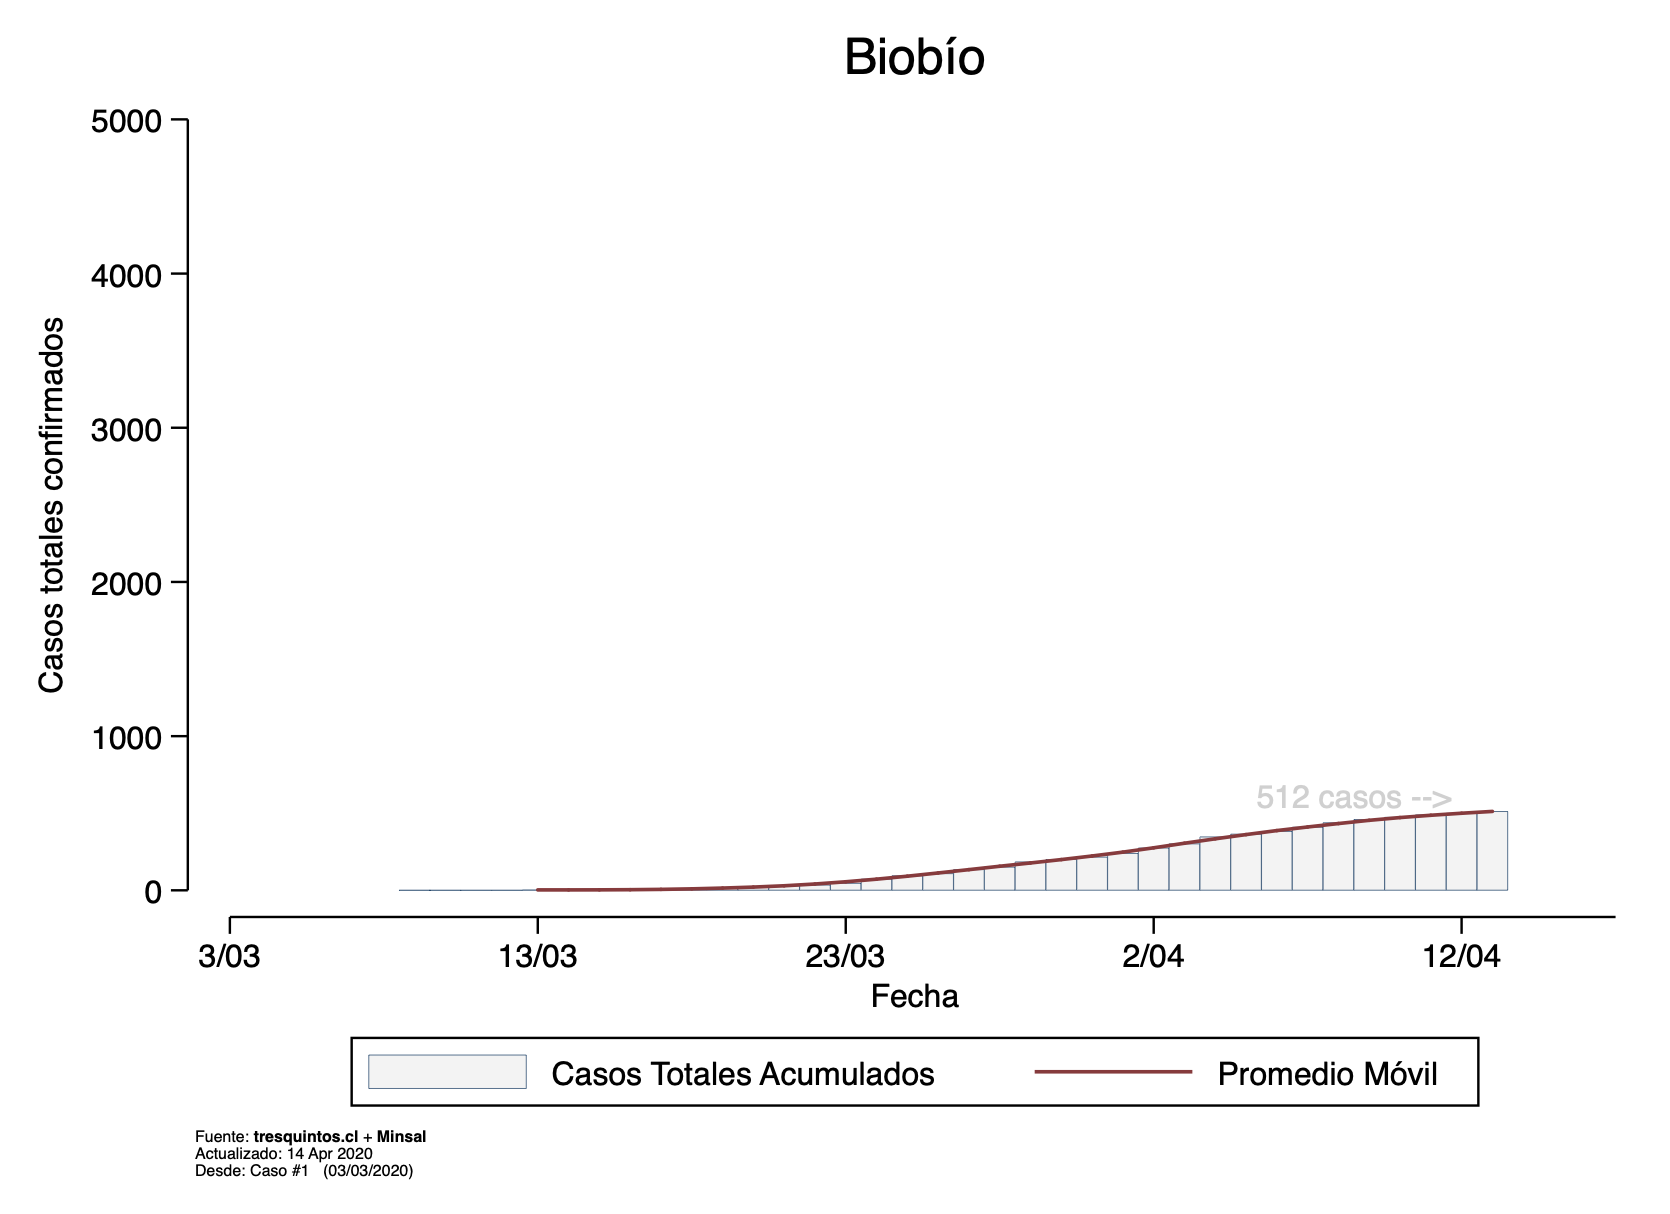 Biobío
5000
4000
3000
2000
1000
0
Casos totales confirmados
512 casos -->
3/03 13/03 23/03 2/04 12/04
Fecha
Casos Totales Acumulados Promedio Móvil
Fuente: tresquintos.cl + Minsal
Actualizado: 14 Apr 2020
Desde: Caso #1 (03/03/2020)